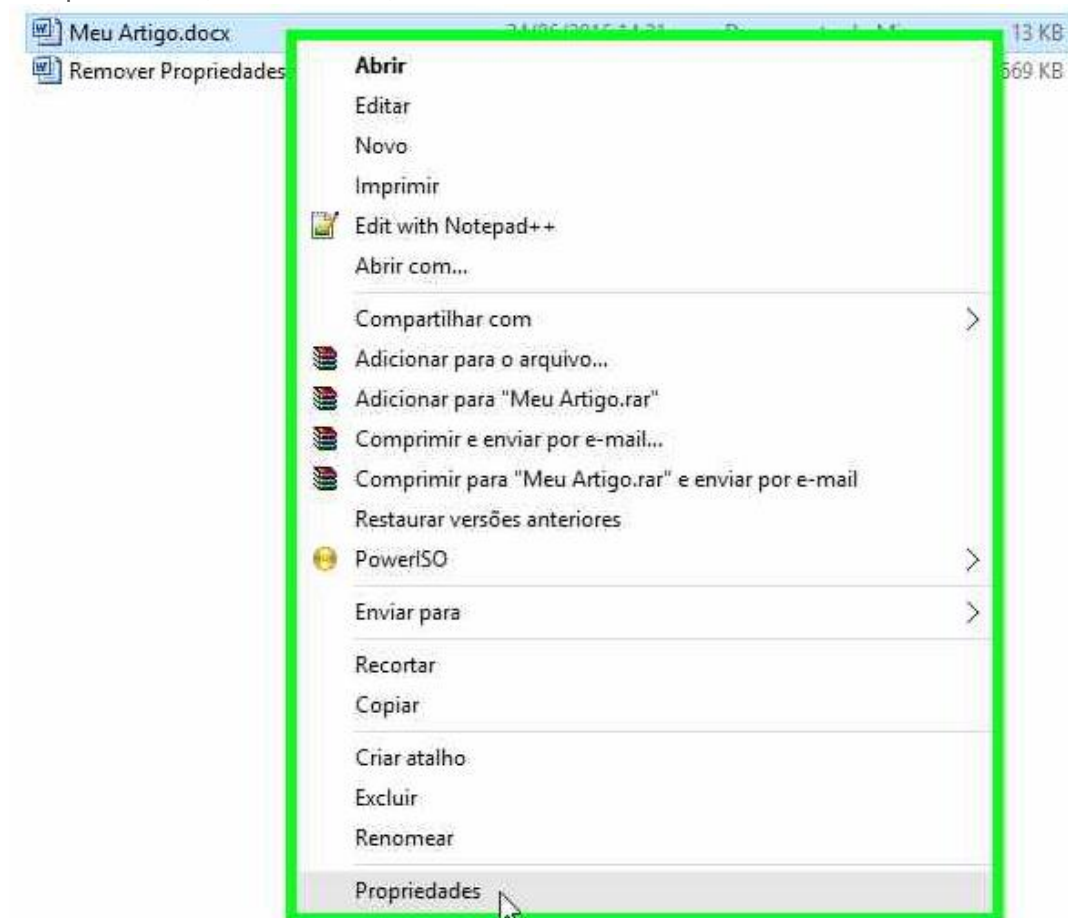 Meu Artigo.docx 13 KB
Remover Propriedades 569 KB
Abrir
Editar
Novo
Imprimir
Edit with Notepad++
Abrir com...
Compartilhar com
Adicionar para o arquivo...
Adicionar para "Meu Artigo.rar"
Comprimir e enviar por e-mail...
Comprimir para "Meu Artigo.rar" e enviar por e-mail
Restaurar versões anteriores
PowerISO
Enviar para
Recortar
Copiar
Criar atalho
Excluir
Renomear
Propriedades